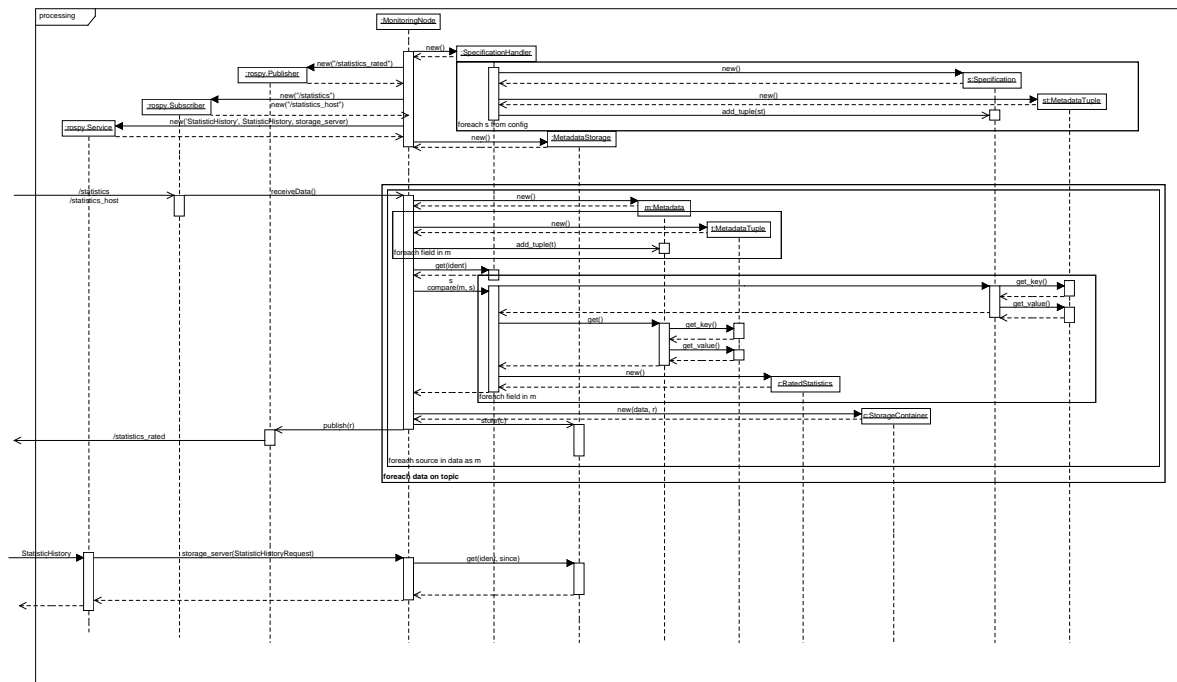 processing
:MonitoringNode
new()
:SpecificationHandler
new("/statistics_rated")
:rospy.Publisher
new()
s:Specification
new("/statistics")
:rospy.Subscriber
new("/statistics_host")
new()
st:MetadataTuple
add_tuple(st)
new('StatisticHistory', StatisticHistory, storage_server)
:rospy.Service
foreach s from config
new()
:MetadataStorage
/statistics
/statistics_host
receiveData()
new()
m:Metadata
new()
t:MetadataTuple
add_tuple(t)
foreach field in m
get(ident)
s
compare(m, s)
get_key()
get_value()
get()
get_key()
get_value()
new()
r:RatedStatistics
foreach field in m
new(data, r)
c:StorageContainer
store(c)
publish(r)
/statistics_rated
foreach source in data as m
foreach data on topic
StatisticHistory
storage_server(StatisticHistoryRequest)
get(ident, since)